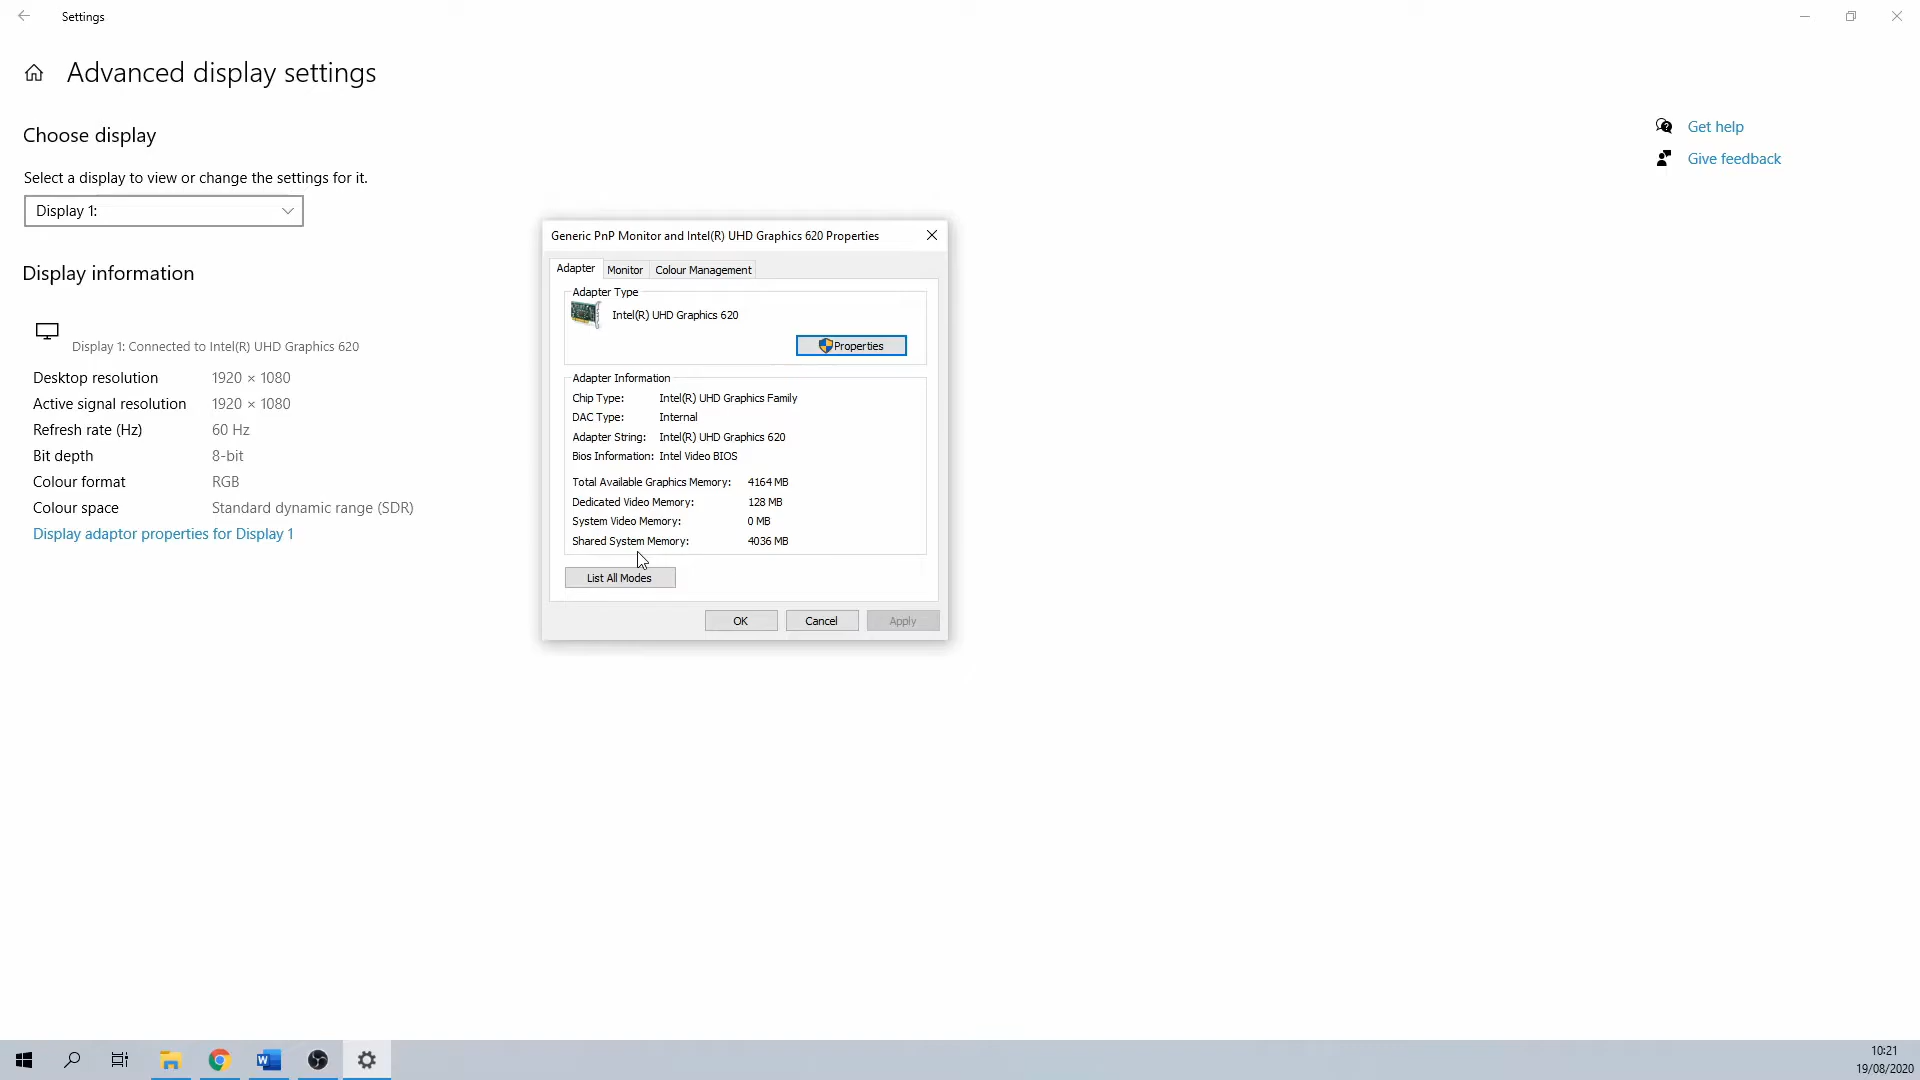 Settings
Advanced display settings
Choose display
Select a display to view or change the settings for it.
Display 1:
Display information
Display 1: Connected to Intel(R) UHD Graphics 620
Desktop resolution 1920 × 1080
Active signal resolution 1920 × 1080
Refresh rate (Hz) 60 Hz
Bit depth 8-bit
Colour format RGB
Colour space Standard dynamic range (SDR)
Display adaptor properties for Display 1
Get help
Give feedback
Generic PnP Monitor and Intel(R) UHD Graphics 620 Properties
Adapter Monitor Colour Management
Adapter Type
Intel(R) UHD Graphics 620
Properties
Adapter Information
Chip Type: Intel(R) UHD Graphics Family
DAC Type: Internal
Adapter String: Intel(R) UHD Graphics 620
Bios Information: Intel Video BIOS
Total Available Graphics Memory: 4164 MB
Dedicated Video Memory: 128 MB
System Video Memory: 0 MB
Shared System Memory: 4036 MB
List All Modes
OK Cancel Apply
W
10:21
19/08/2020